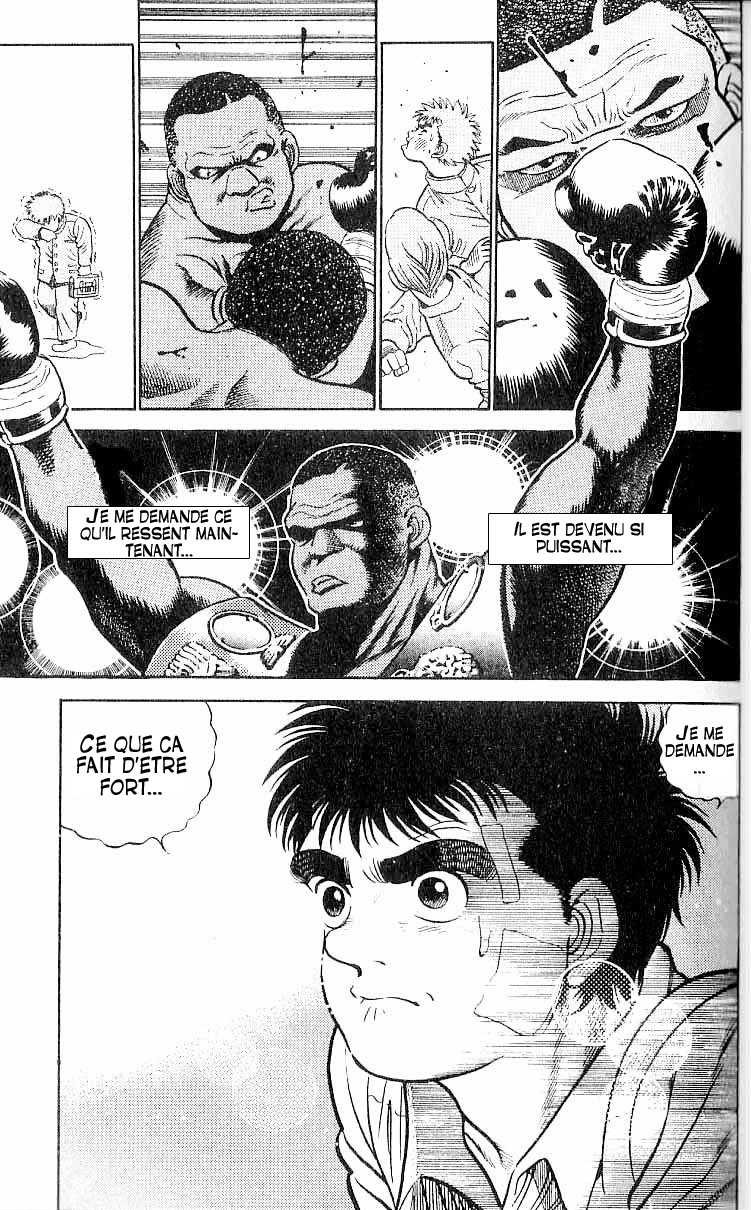 IL EST DEVENU SI
PUISSANT...
JE ME DEMANDE CE
QU'IL RESSENT MAIN-
TENANT...
JE ME
DEMANDE
...
CE QUE CA
FAIT D'ETRE
FORT...